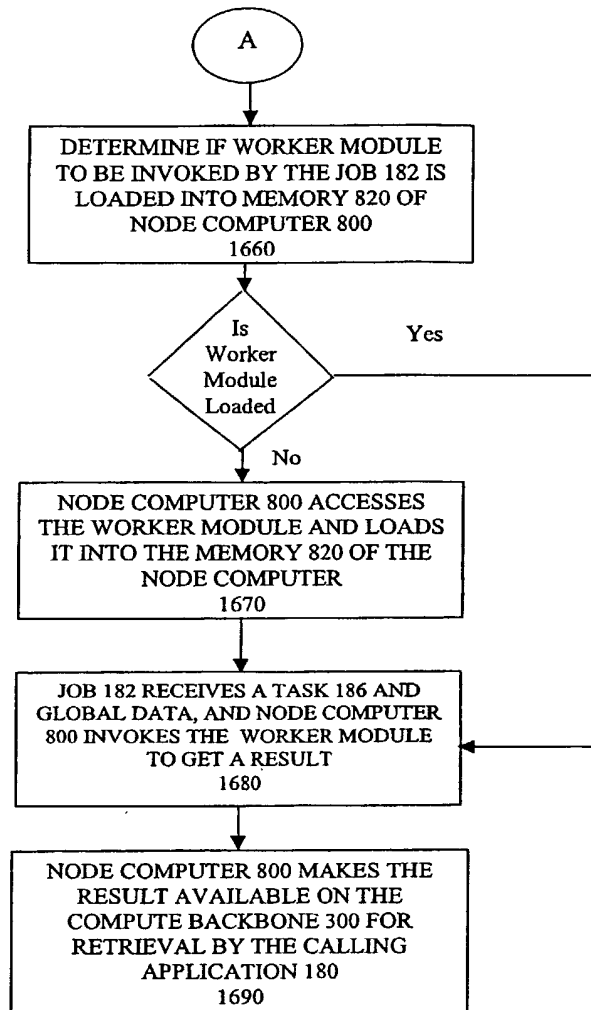 A
DETERMINE IF WORKER MODULE
TO BE INVOKED BY THE JOB 182 IS
LOADED INTO MEMORY 820 OF
NODE COMPUTER 800
1660
Is
Worker
Module
Loaded
Yes
No
NODE COMPUTER 800 ACCESSES
THE WORKER MODULE AND LOADS
IT INTO THE MEMORY 820 OF THE
NODE COMPUTER
1670
JOB 182 RECEIVES A TASK 186 AND
GLOBAL DATA, AND NODE COMPUTER
800 INVOKES THE WORKER MODULE
TO GET A RESULT
1680
NODE COMPUTER 800 MAKES THE
RESULT AVAILABLE ON THE
COMPUTE BACKBONE 300 FOR
RETRIEVAL BY THE CALLING
APPLICATION 180
1690